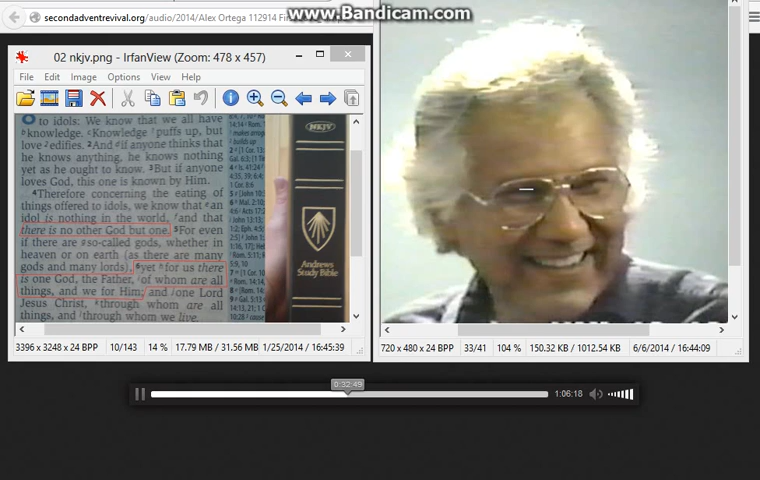 www.Bandicam.com
secondadventrevival.org/audio/2014/Alex Ortega 112914 Fin
02 nkjv.png - IrfanView (Zoom: 478 x 457)
File Edit Image Options View Help
to idols: We know that we all have
knowledge. Knowledge puffs up, but
love edifies. 2And if anyone thinks that
he knows anything, he knows nothing
yet as he ought to know. 3But if anyone
loves God, this one is known by Him.
4Therefore concerning the eating of
things offered to idols, we know that an
idol is nothing in the world, and that
there is no other God but one. 5For even
if there are so-called gods, whether in
heaven or on earth (as there are many
gods and many lords), 6yet for us there
is one God, the Father, of whom are all
things, and we for Him; and one Lord
Jesus Christ, through whom are all
things, and through whom we live.
NKJV
Andrews
Study Bible
3396 x 3248 x 24 BPP 10/143 14 % 17.79 MB / 31.56 MB 1/25/2014 / 16:45:39
720 x 480 x 24 BPP 33/41 104 % 150.32 KB / 1012.54 KB 6/6/2014 / 16:44:09
0:32:49
1:06:18